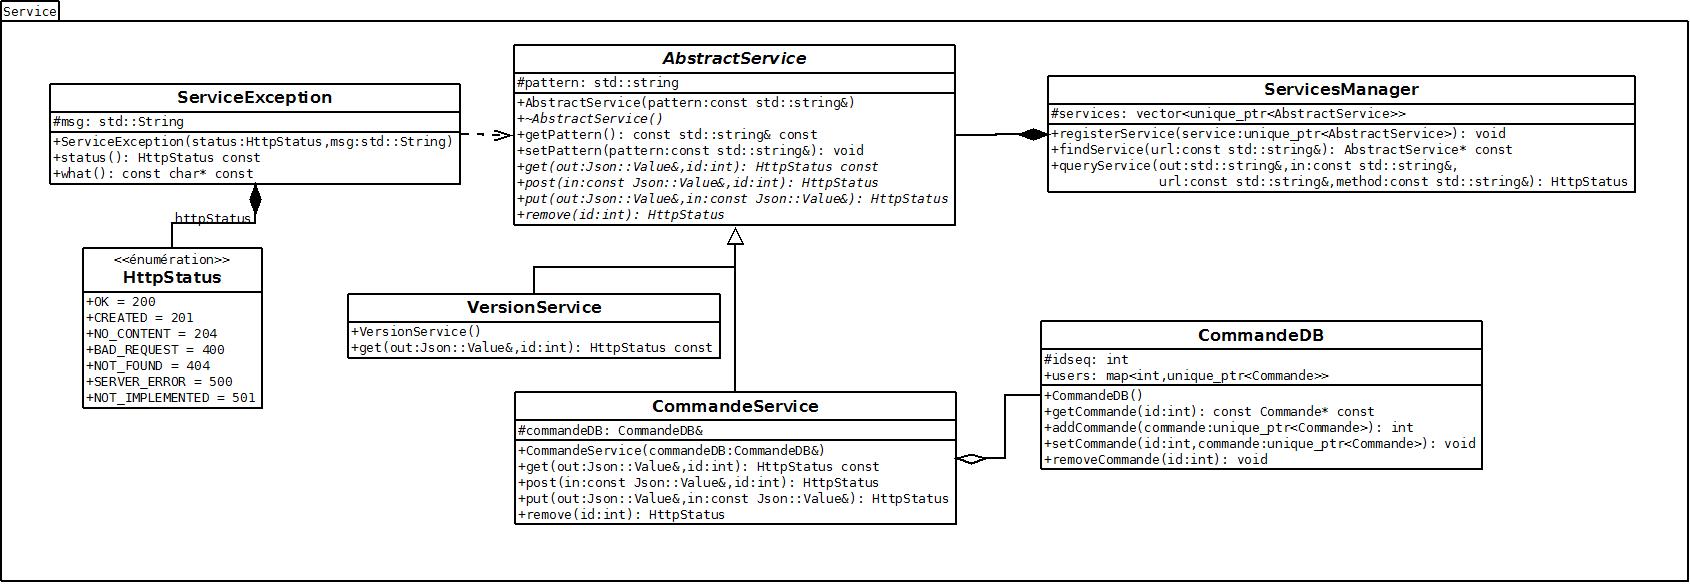 Service
ServiceException
#msg: std::String
+ServiceException(status:HttpStatus,msg:std::String)
+status(): HttpStatus const
+what(): const char* const
httpStatus
<<énumération>>
HttpStatus
+OK = 200
+CREATED = 201
+NO_CONTENT = 204
+BAD_REQUEST = 400
+NOT_FOUND = 404
+SERVER_ERROR = 500
+NOT_IMPLEMENTED = 501
AbstractService
#pattern: std::string
+AbstractService(pattern:const std::string&)
+~AbstractService()
+getPattern(): const std::string& const
+setPattern(pattern:const std::string&): void
+get(out:Json::Value&,id:int): HttpStatus const
+post(in:const Json::Value&,id:int): HttpStatus
+put(out:Json::Value&,in:const Json::Value&): HttpStatus
+remove(id:int): HttpStatus
ServicesManager
#services: vector<unique_ptr<AbstractService>>
+registerService(service:unique_ptr<AbstractService>): void
+findService(url:const std::string&): AbstractService* const
+queryService(out:std::string&,in:const std::string&,
url:const std::string&,method:const std::string&): HttpStatus
VersionService
+VersionService()
+get(out:Json::Value&,id:int): HttpStatus const
CommandeService
#commandeDB: CommandeDB&
+CommandeService(commandeDB:CommandeDB&)
+get(out:Json::Value&,id:int): HttpStatus const
+post(in:const Json::Value&,id:int): HttpStatus
+put(out:Json::Value&,in:const Json::Value&): HttpStatus
+remove(id:int): HttpStatus
CommandeDB
#idseq: int
+users: map<int,unique_ptr<Commande>>
+CommandeDB()
+getCommande(id:int): const Commande* const
+addCommande(commande:unique_ptr<Commande>): int
+setCommande(id:int,commande:unique_ptr<Commande>): void
+removeCommande(id:int): void